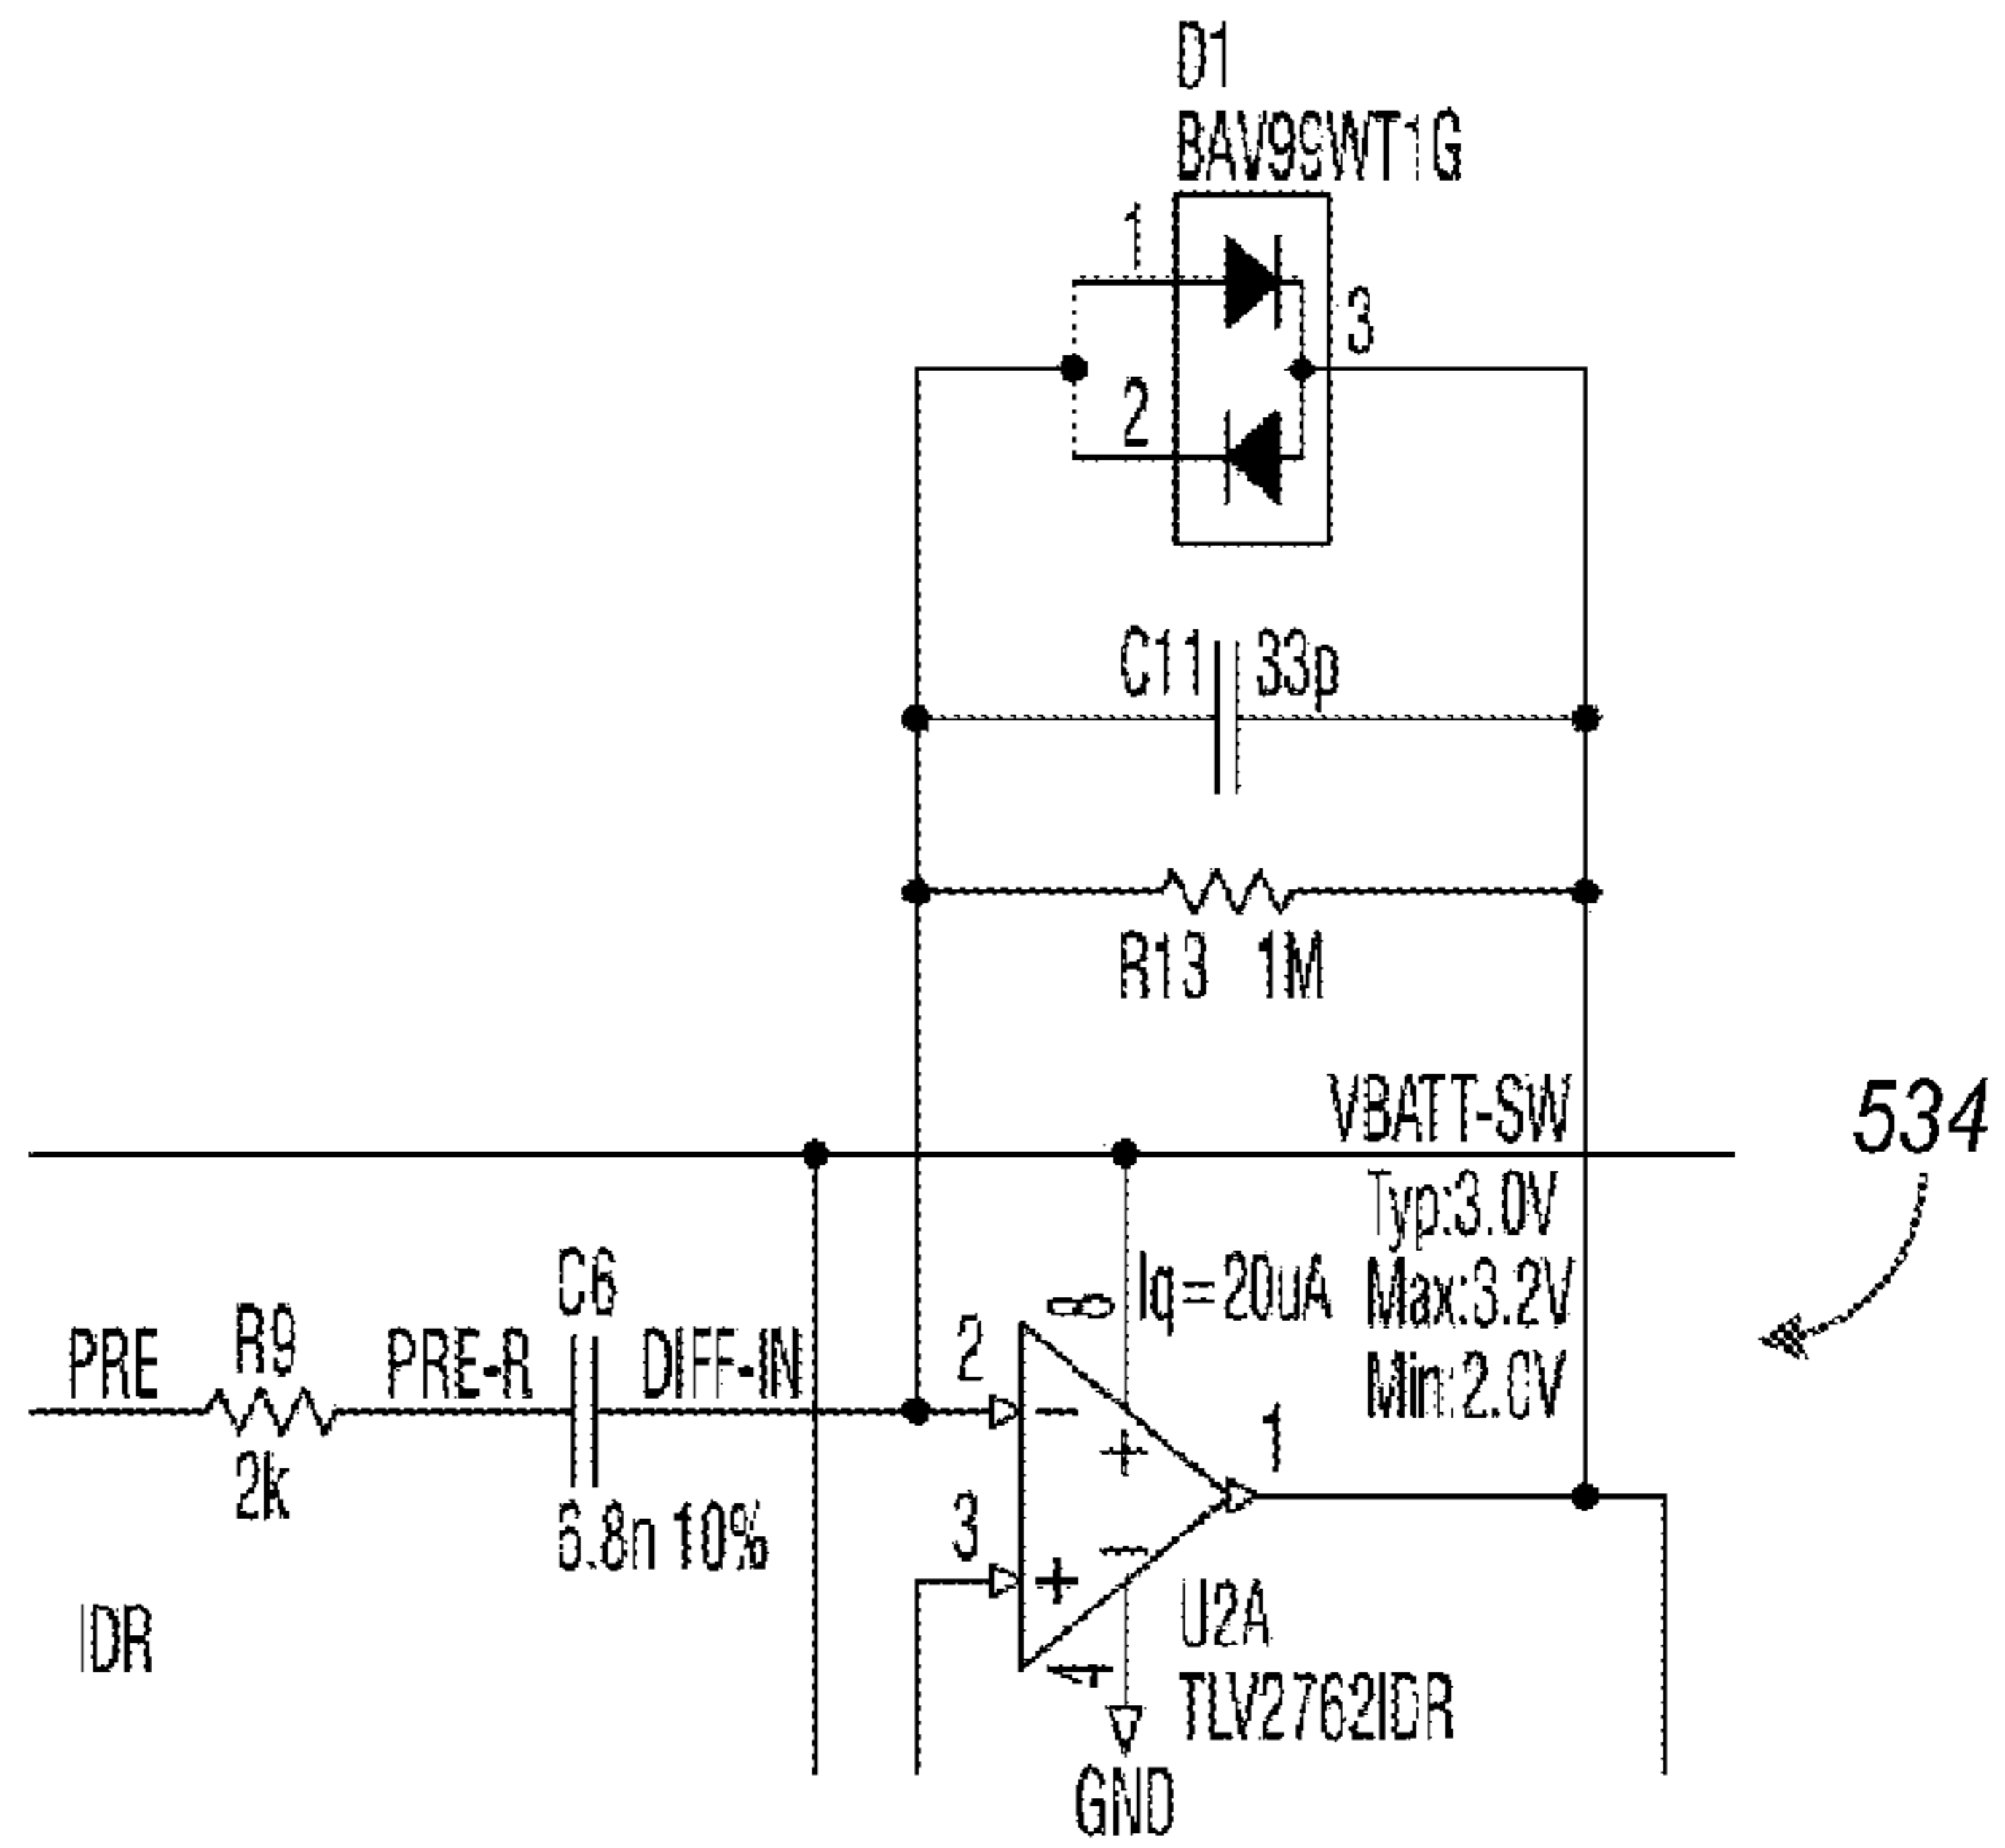 D1
BAV99WT1G
1
3
2
C11 33p
R13 1M
VBATT-SW
534
Typ:3.0V
Iq=20uA
Max:3.2V
Min:2.0V
8
C6
R9
PRE
PRE-R
DIFF-IN
2
-
2k
6.8n 10%
+
-
1
3
+
IDR
U2A
4
TLV2762IDR
GND